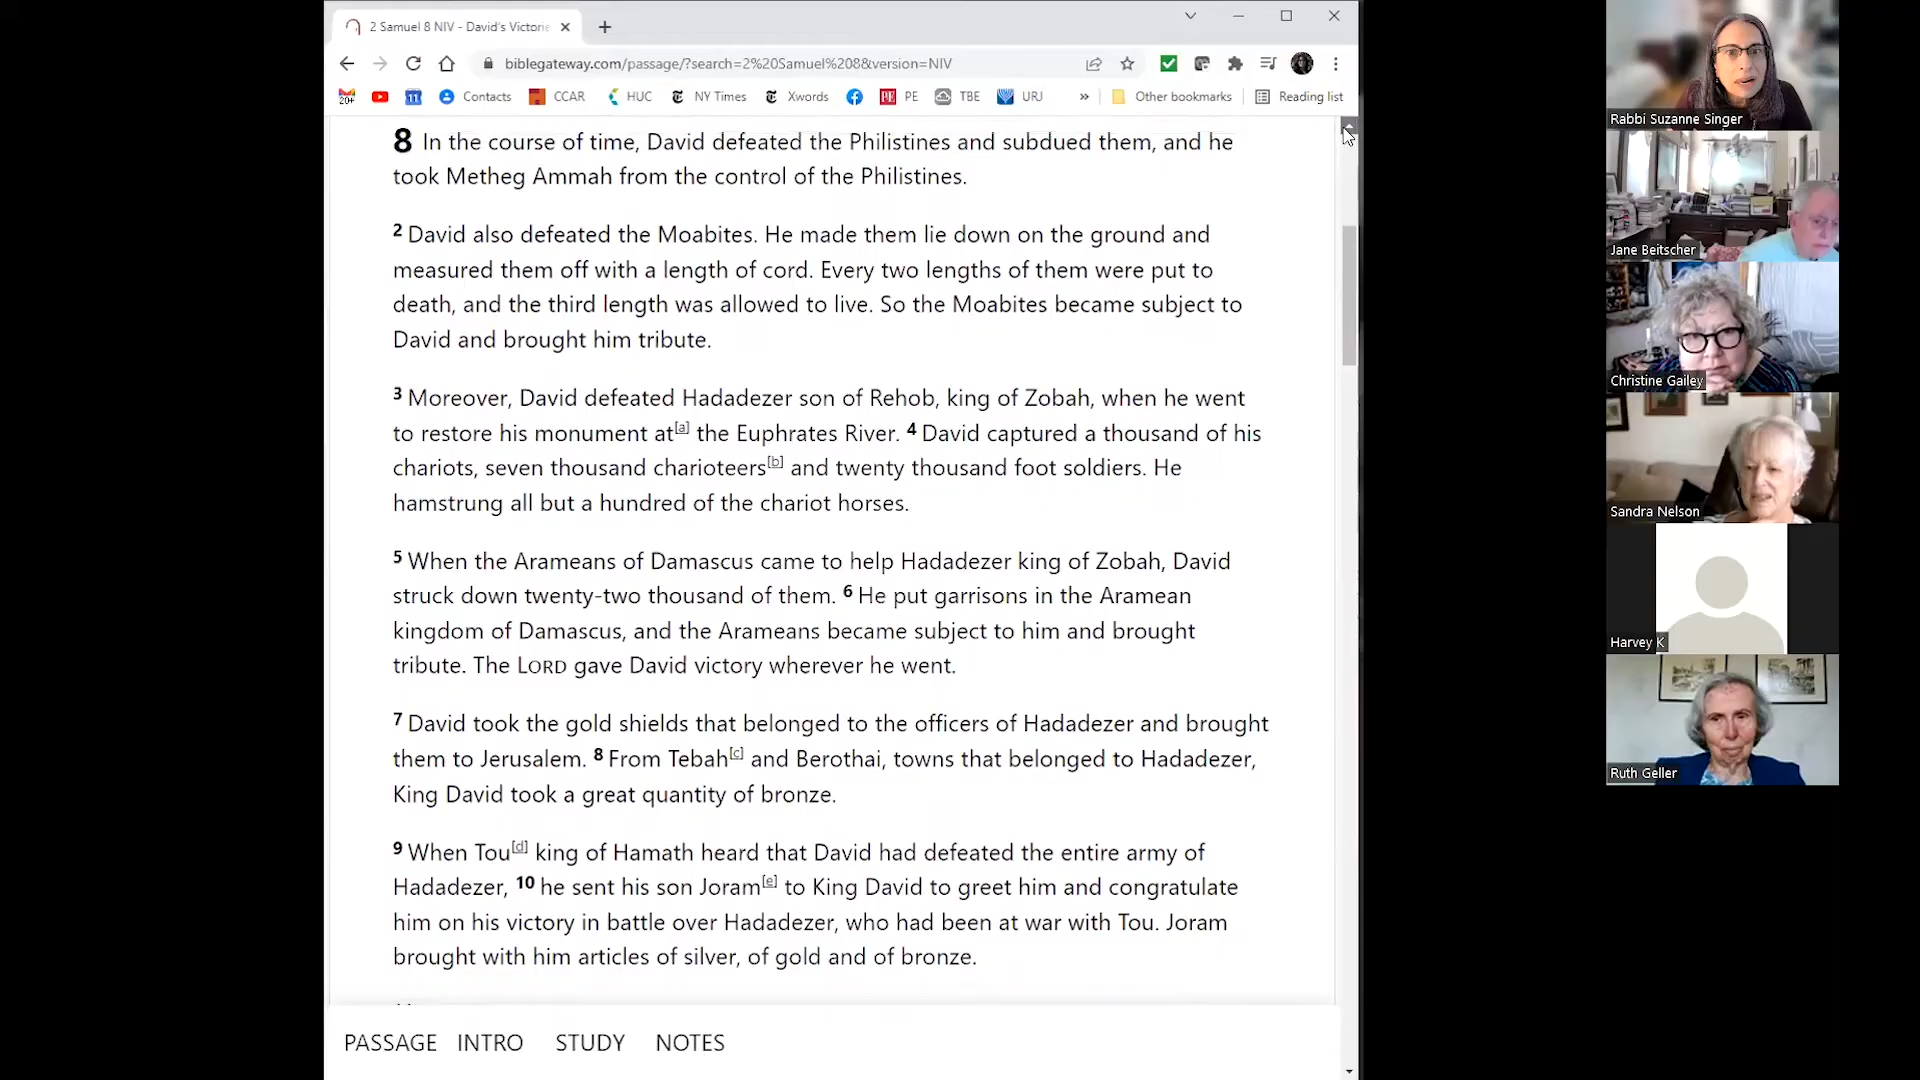 2 Samuel 8 NIV - David's Victorie
biblegateway.com/passage/?search=2%20Samuel%208&version=NIV
20+
11
Contacts
CCAR
HUC
NY Times
Xwords
PE
PE
TBE
URJ
»
Other bookmarks
Reading list
8 In the course of time, David defeated the Philistines and subdued them, and he
took Metheg Ammah from the control of the Philistines.
2 David also defeated the Moabites. He made them lie down on the ground and
measured them off with a length of cord. Every two lengths of them were put to
death, and the third length was allowed to live. So the Moabites became subject to
David and brought him tribute.
3 Moreover, David defeated Hadadezer son of Rehob, king of Zobah, when he went
to restore his monument at[a] the Euphrates River. 4 David captured a thousand of his
chariots, seven thousand charioteers[b] and twenty thousand foot soldiers. He
hamstrung all but a hundred of the chariot horses.
5 When the Arameans of Damascus came to help Hadadezer king of Zobah, David
struck down twenty-two thousand of them. 6 He put garrisons in the Aramean
kingdom of Damascus, and the Arameans became subject to him and brought
tribute. The LORD gave David victory wherever he went.
7 David took the gold shields that belonged to the officers of Hadadezer and brought
them to Jerusalem. 8 From Tebah[c] and Berothai, towns that belonged to Hadadezer,
King David took a great quantity of bronze.
9 When Tou[d] king of Hamath heard that David had defeated the entire army of
Hadadezer, 10 he sent his son Joram[e] to King David to greet him and congratulate
him on his victory in battle over Hadadezer, who had been at war with Tou. Joram
brought with him articles of silver, of gold and of bronze.
PASSAGE INTRO STUDY NOTES
Rabbi Suzanne Singer
Jane Beitscher
Christine Gailey
Sandra Nelson
Harvey K
Ruth Geller